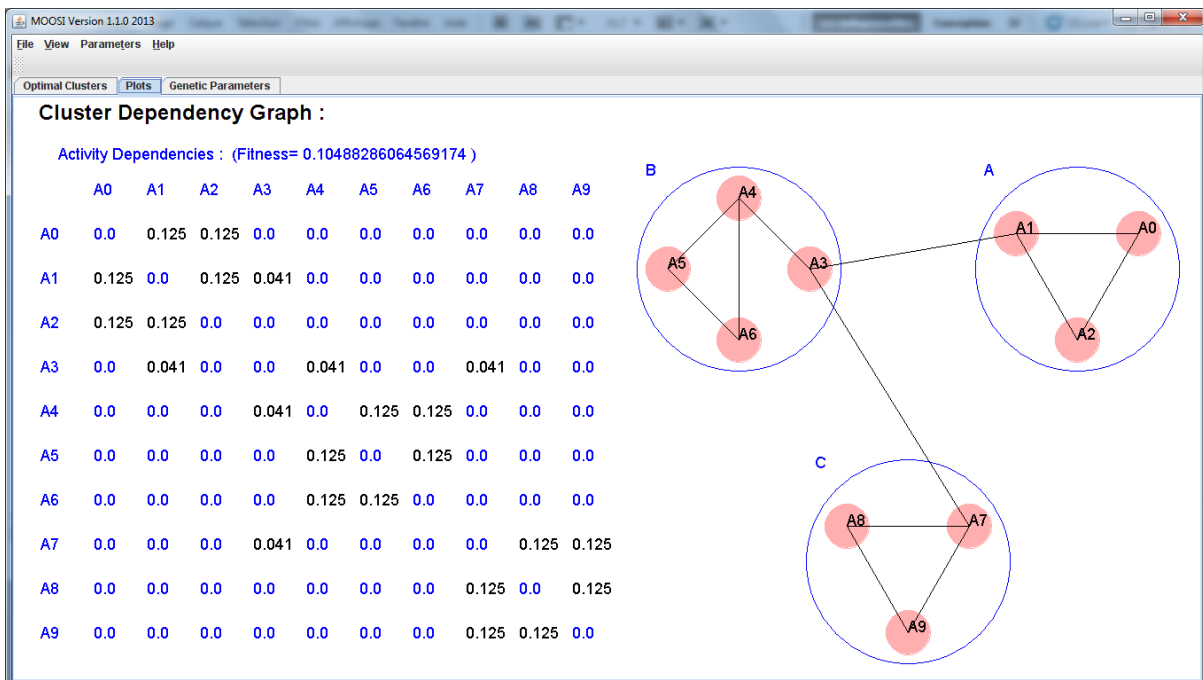 MOOSI Version 1.1.0 2013
File View Parameters Help
Optimal Clusters Plots Genetic Parameters
Cluster Dependency Graph :
Activity Dependencies : (Fitness= 0.10488286064569174 )
A0 A1 A2 A3 A4 A5 A6 A7 A8 A9
A0 0.0 0.125 0.125 0.0 0.0 0.0 0.0 0.0 0.0 0.0
A1 0.125 0.0 0.125 0.041 0.0 0.0 0.0 0.0 0.0 0.0
A2 0.125 0.125 0.0 0.0 0.0 0.0 0.0 0.0 0.0 0.0
A3 0.0 0.041 0.0 0.0 0.041 0.0 0.0 0.041 0.0 0.0
A4 0.0 0.0 0.0 0.041 0.0 0.125 0.125 0.0 0.0 0.0
A5 0.0 0.0 0.0 0.0 0.125 0.0 0.125 0.0 0.0 0.0
A6 0.0 0.0 0.0 0.0 0.125 0.125 0.0 0.0 0.0 0.0
A7 0.0 0.0 0.0 0.041 0.0 0.0 0.0 0.0 0.125 0.125
A8 0.0 0.0 0.0 0.0 0.0 0.0 0.0 0.125 0.0 0.125
A9 0.0 0.0 0.0 0.0 0.0 0.0 0.0 0.125 0.125 0.0
B
A4
A5
A3
A6
A
A1
A0
A2
C
A8
A7
A9